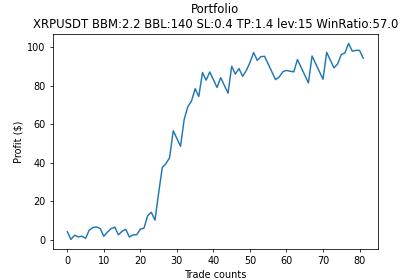 Portfolio
XRPUSDT BBM:2.2 BBL:140 SL:0.4 TP:1.4 lev:15 WinRatio:57.0
100
80
60
40
20
0
Profit ($)
0 10 20 30 40 50 60 70 80
Trade counts